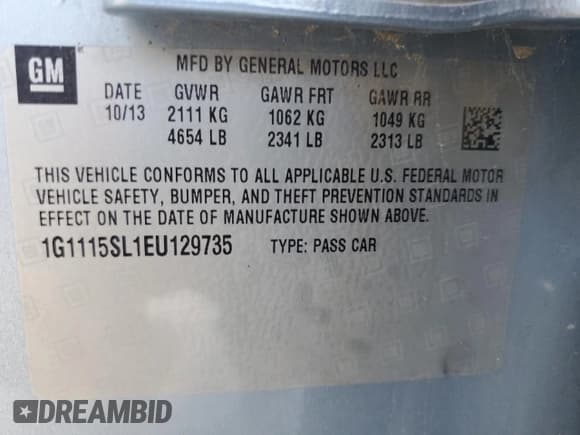 GM
MFD BY GENERAL MOTORS LLC
DATE GVWR GAWR FRT GAWR RR
10/13 2111 KG 1062 KG 1049 KG
4654 LB 2341 LB 2313 LB
THIS VEHICLE CONFORMS TO ALL APPLICABLE U.S. FEDERAL MOTOR
VEHICLE SAFETY, BUMPER, AND THEFT PREVENTION STANDARDS IN
EFFECT ON THE DATE OF MANUFACTURE SHOWN ABOVE.
1G1115SL1EU129735 TYPE: PASS CAR
DREAMBID